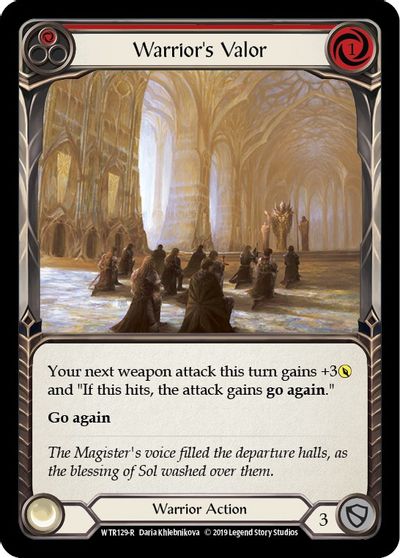 Warrior's Valor
1
Your next weapon attack this turn gains +3
and "If this hits, the attack gains go again."
Go again
The Magister's voice filled the departure halls, as
the blessing of Sol washed over them.
Warrior Action
3
WTR129-R Daria Khlebnikova © 2019 Legend Story Studios